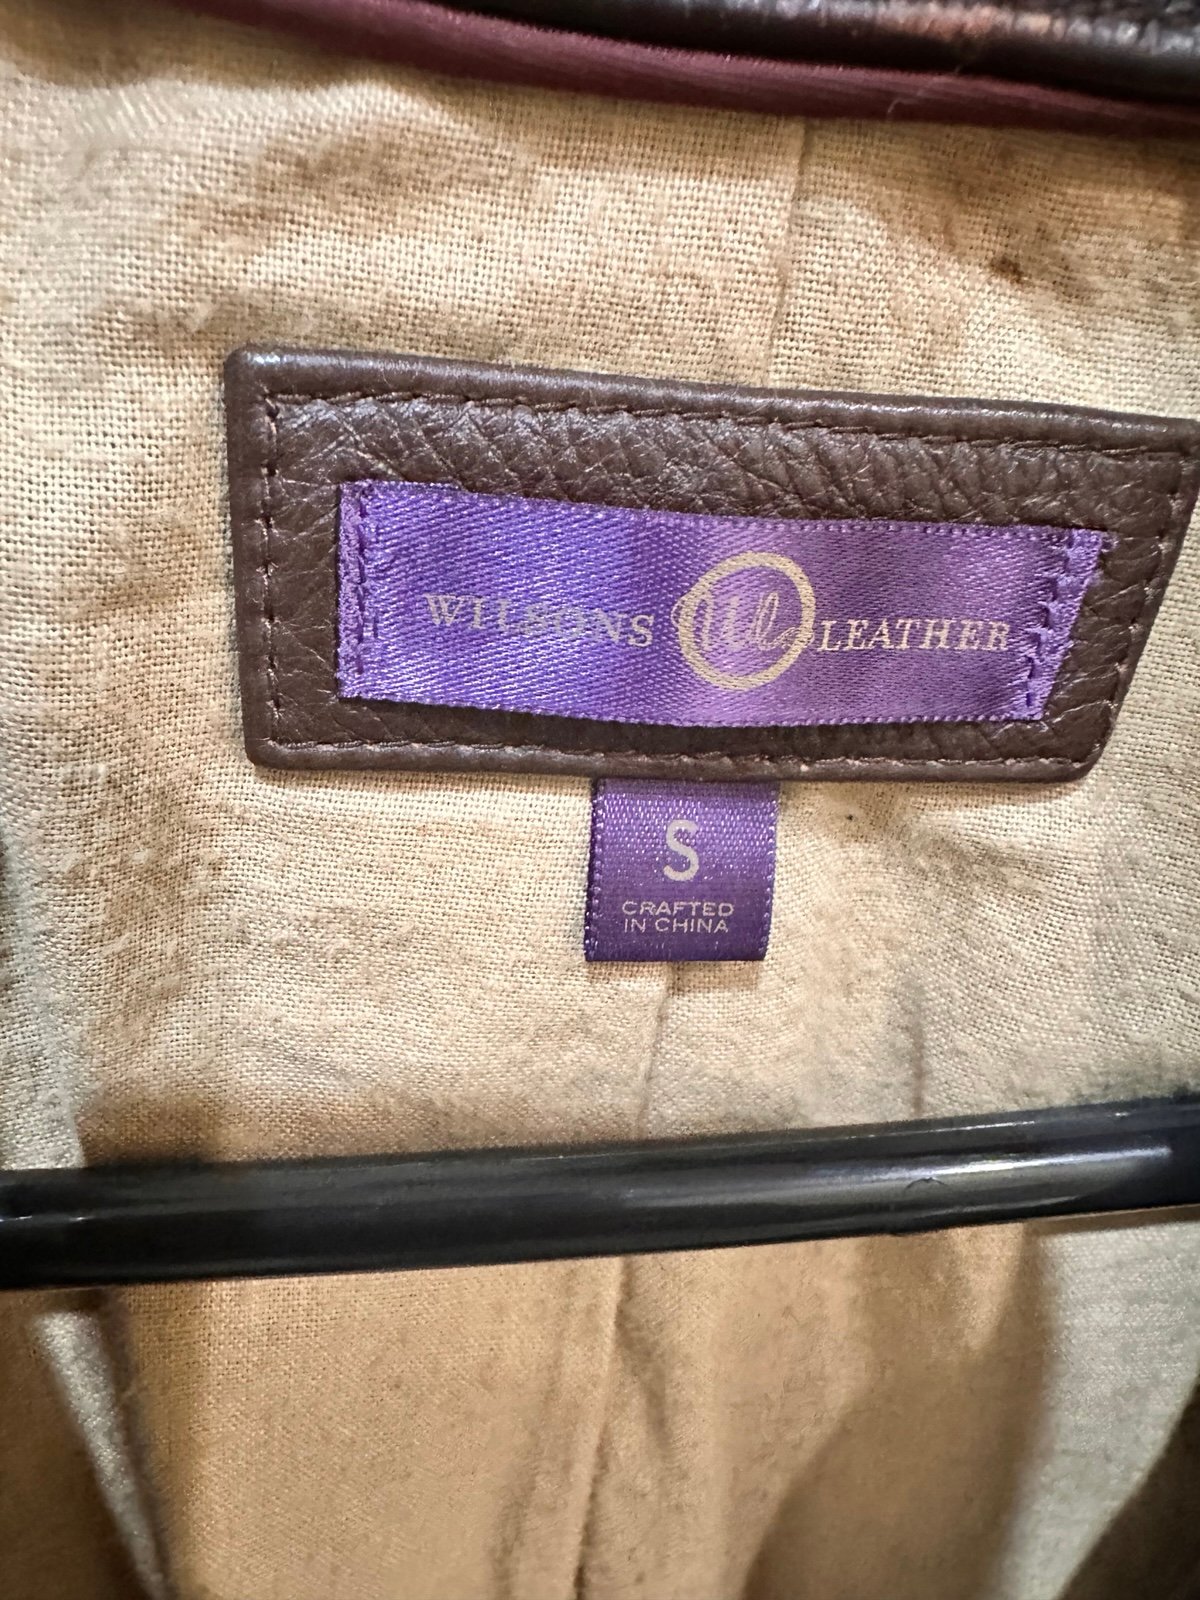 WILSONS LEATHER
S
CRAFTED
IN CHINA